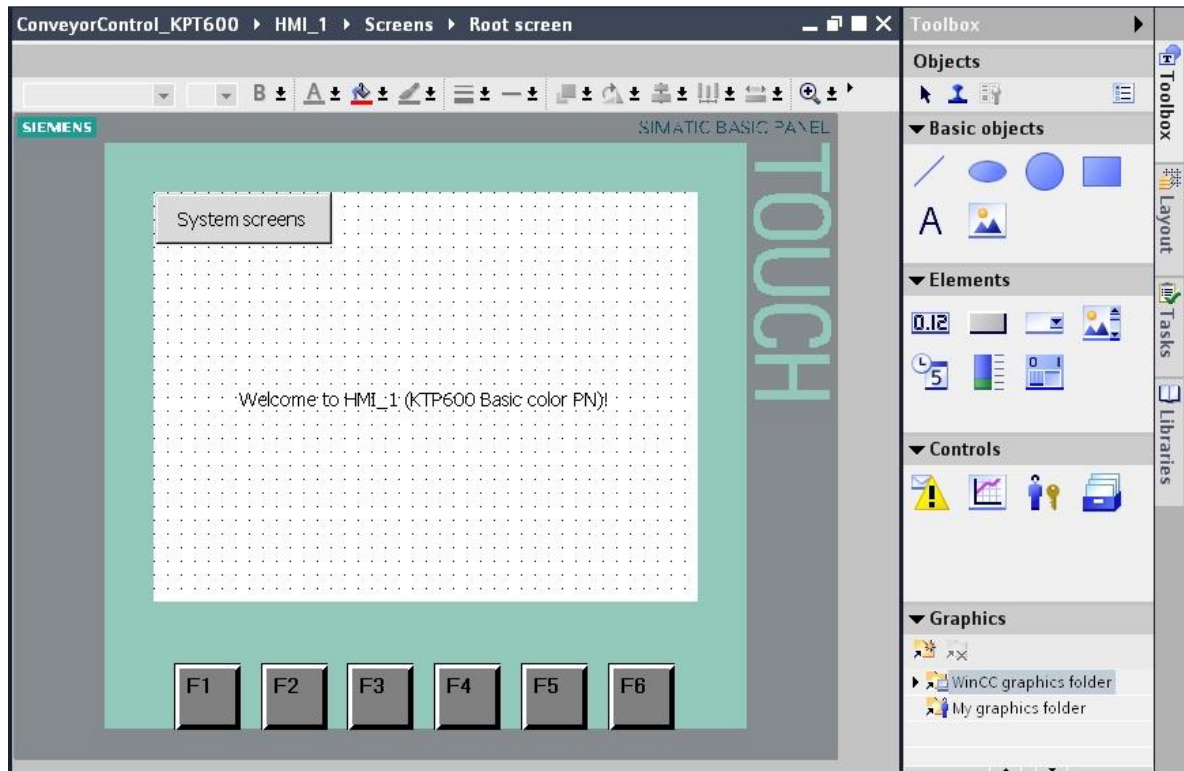 ConveyorControl_KPT600 ▸ HMI_1 ▸ Screens ▸ Root screen
Toolbox
Objects
B
A
SIEMENS
SIMATIC BASIC PANEL
TOUCH
System screens
Welcome to HMI_1 (KTP600 Basic color PN)!
F1 F2 F3 F4 F5 F6
Basic objects
A
Elements
0.12
5
0 1
Controls
Graphics
WinCC graphics folder
My graphics folder
Toolbox
Layout
Tasks
Libraries